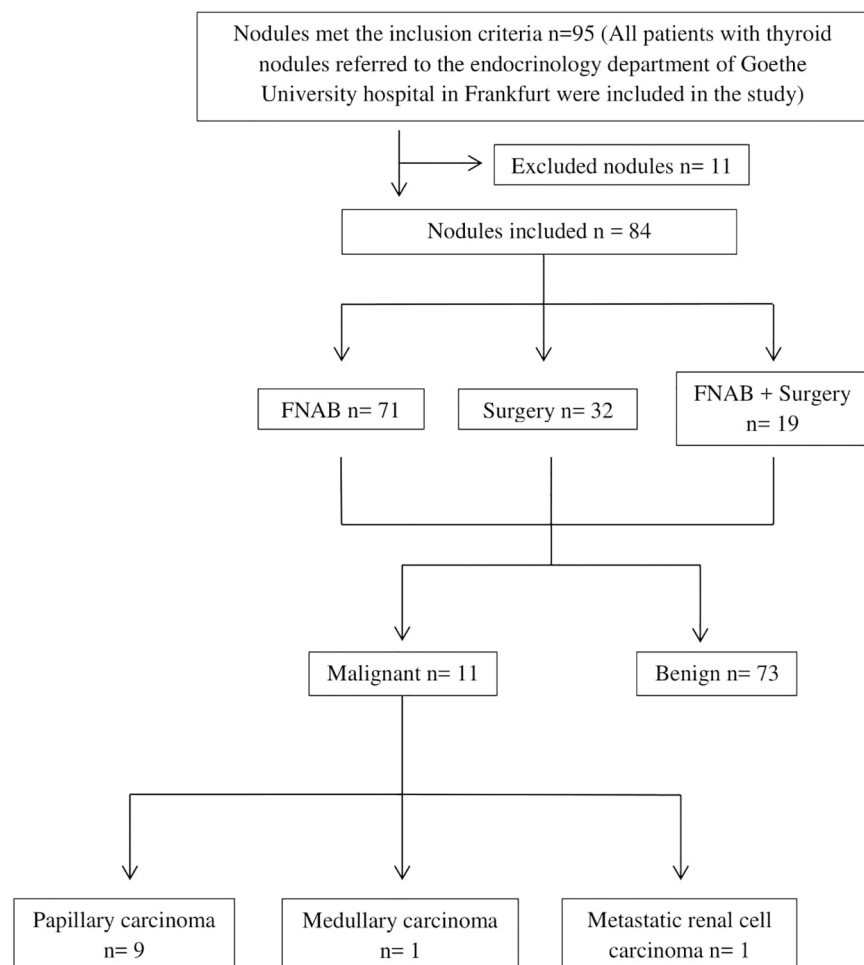 Nodules met the inclusion criteria n=95 (All patients with thyroid
nodules referred to the endocrinology department of Goethe
University hospital in Frankfurt were included in the study)
Excluded nodules n= 11
Nodules included n = 84
FNAB n= 71
Surgery n= 32
FNAB + Surgery
n= 19
Malignant n= 11
Benign n= 73
Papillary carcinoma
n= 9
Medullary carcinoma
n= 1
Metastatic renal cell
carcinoma n= 1